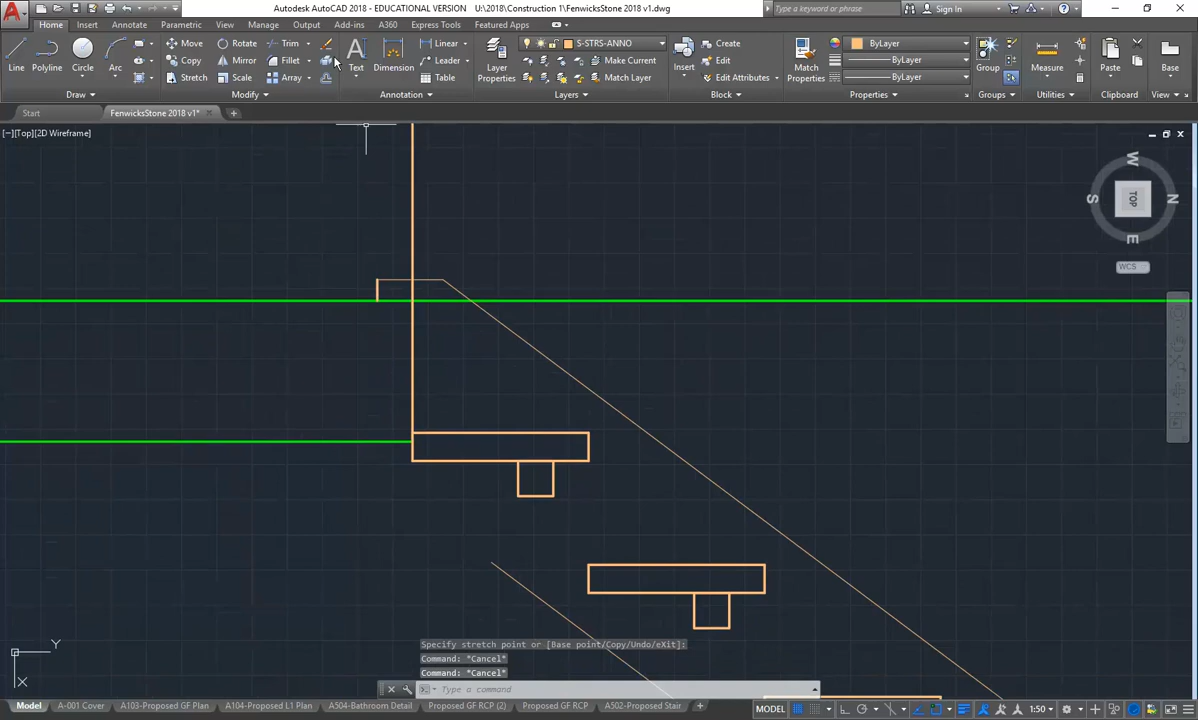 Autodesk AutoCAD 2018 - EDUCATIONAL VERSION U:\2018\Construction 1\FenwicksStone 2018 v1.dwg
Type a keyword or phrase
Sign In
Home Insert Annotate Parametric View Manage Output Add-ins A360 Express Tools Featured Apps
Line Polyline Circle Arc
Move Rotate Trim
Copy Mirror Fillet
Stretch Scale Array
Text Dimension
Linear
Leader
Table
Layer Properties
S-STRS-ANNO
Make Current
Match Layer
Insert
Create
Edit
Edit Attributes
Match Properties
ByLayer
ByLayer
ByLayer
Group
Paste
Base
Draw Modify Annotation Layers Block Properties Groups Utilities Clipboard View
Start FenwicksStone 2018 v1*
[−][Top][2D Wireframe]
W
S
TOP
N
E
WCS
Y
X
Specify stretch point or [Base point/Copy/Undo/eXit]:
Command: *Cancel*
Command: *Cancel*
Type a command
Model A-001 Cover A103-Proposed GF Plan A104-Proposed L1 Plan A504-Bathroom Detail Proposed GF RCP (2) Proposed GF RCP A502-Proposed Stair
MODEL
1:50